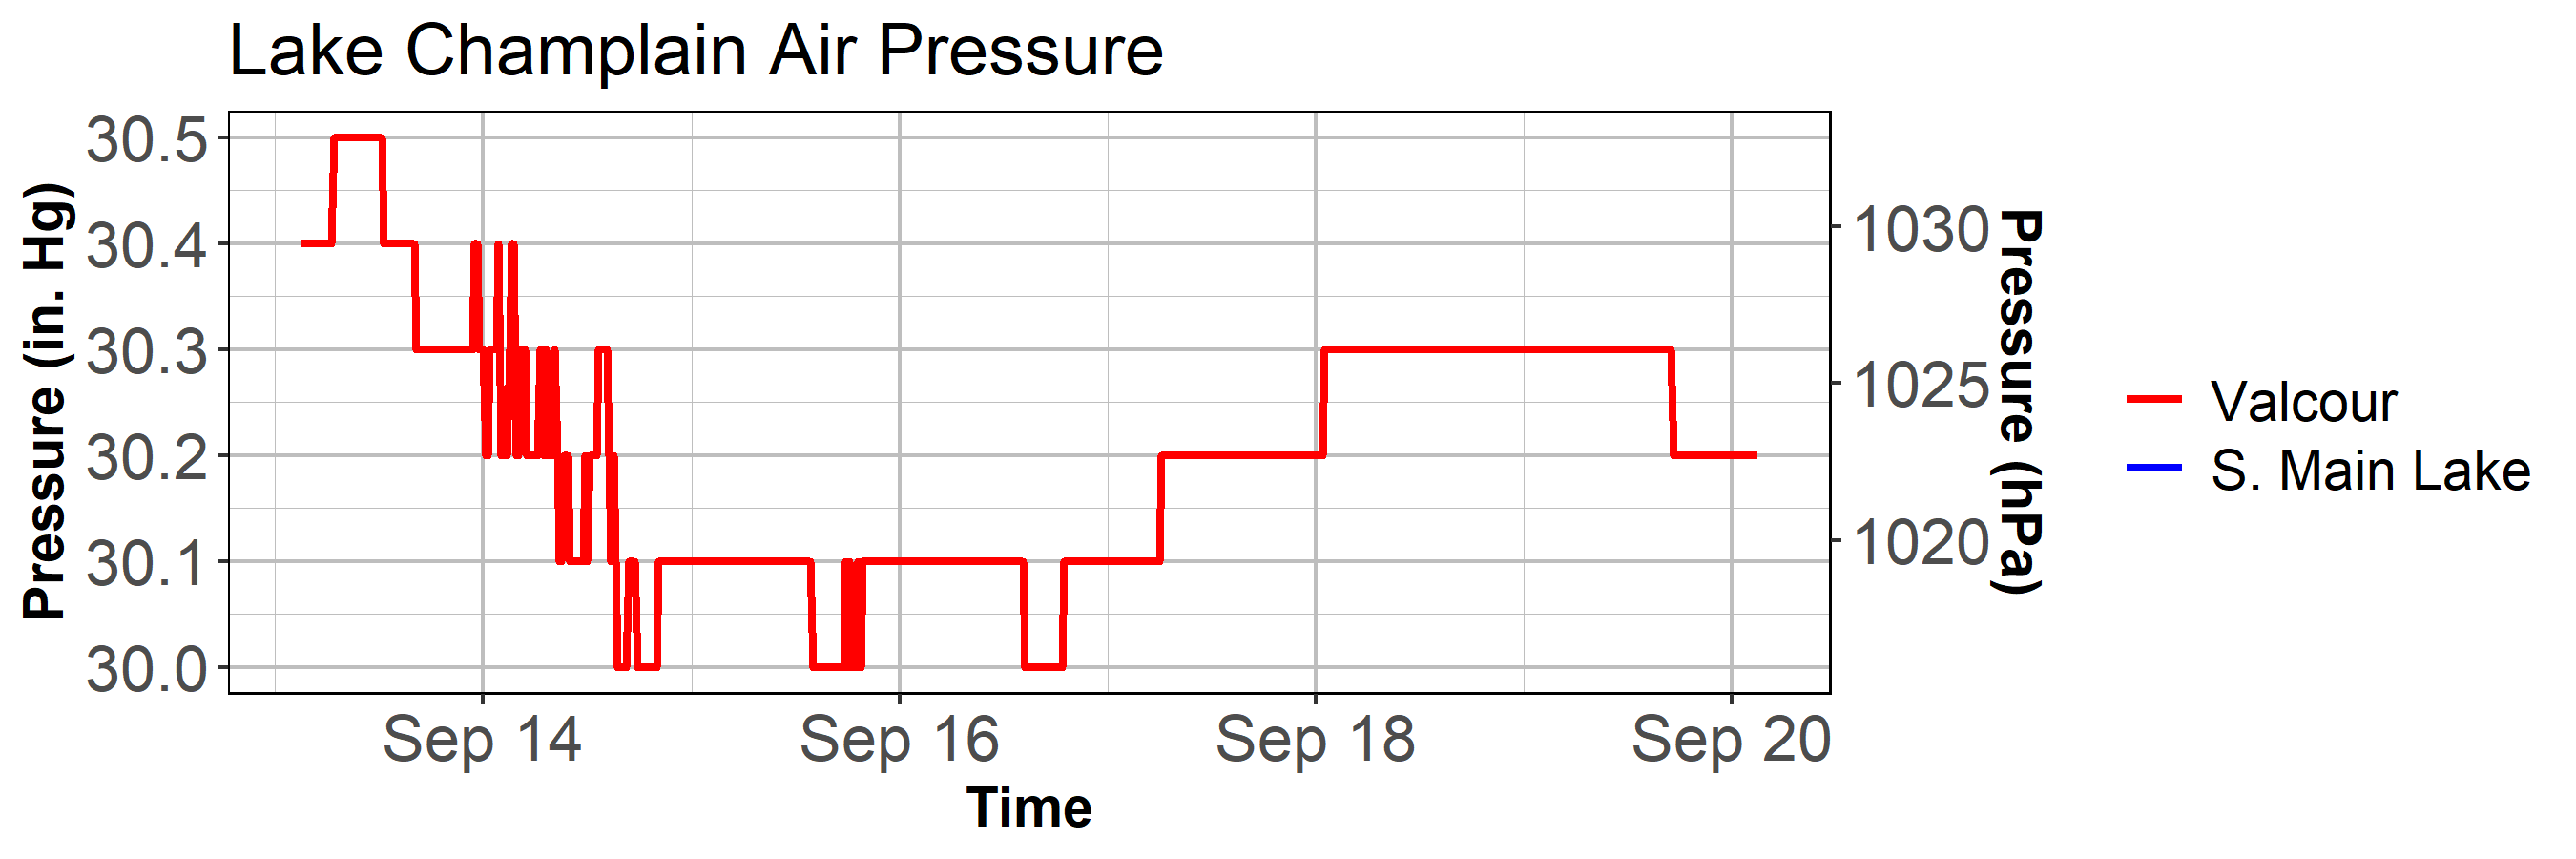 Lake Champlain Air Pressure
30.5
30.4
30.3
30.2
30.1
30.0
Pressure (in. Hg)
1030
1025
1020
Pressure (hPa)
Sep 14
Sep 16
Sep 18
Sep 20
Time
Valcour
S. Main Lake